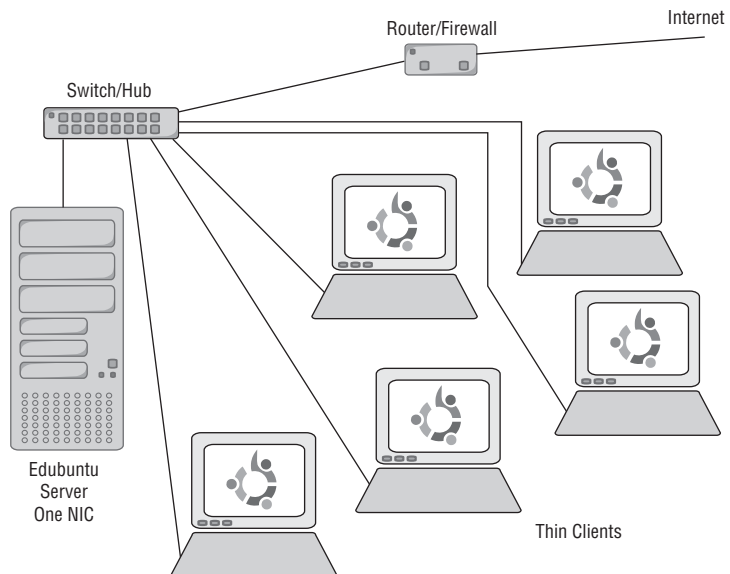 Internet
Router/Firewall
Switch/Hub
Edubuntu
Server
One NIC
Thin Clients